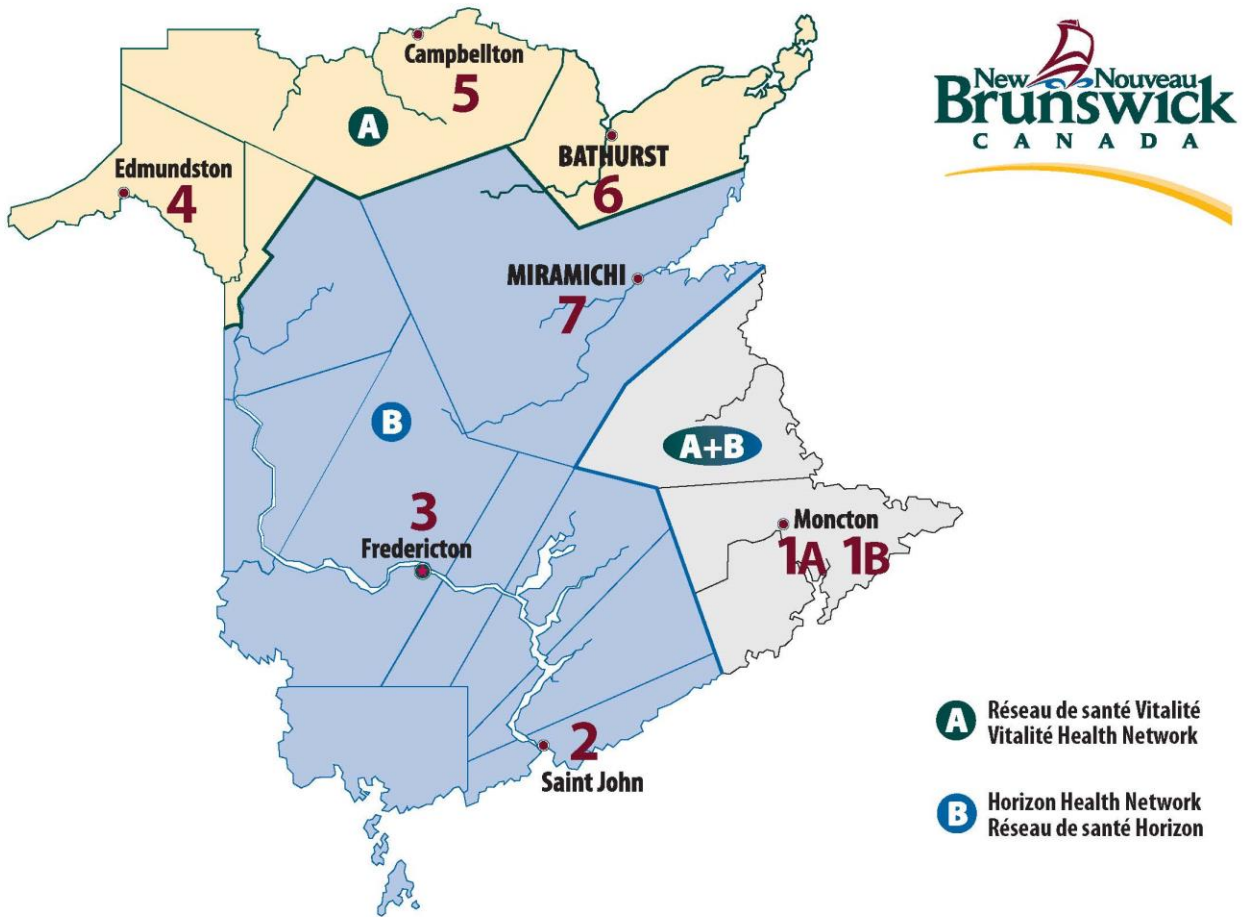 Campbellton
5
New Nouveau
Brunswick
CANADA
A
BATHURST
6
Edmundston
4
MIRAMICHI
7
B
A+B
3
Fredericton
Moncton
1A 1B
2
Saint John
A
Réseau de santé Vitalité
Vitalité Health Network
B
Horizon Health Network
Réseau de santé Horizon